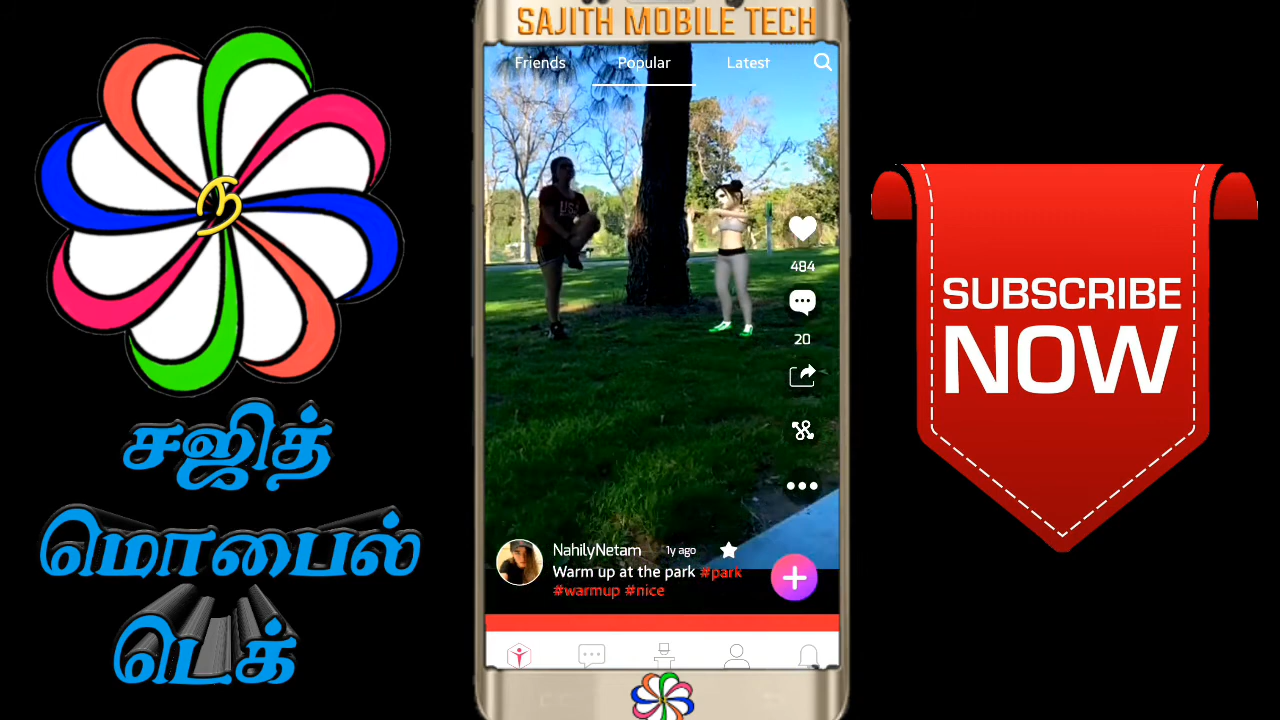 SAJITH MOBILE TECH
Friends Popular Latest
USA
484
20
NahilyNetam 1y ago
Warm up at the park #park
#warmup #nice
ந
சஜித்
மொபைல்
டெக்
SUBSCRIBE
NOW